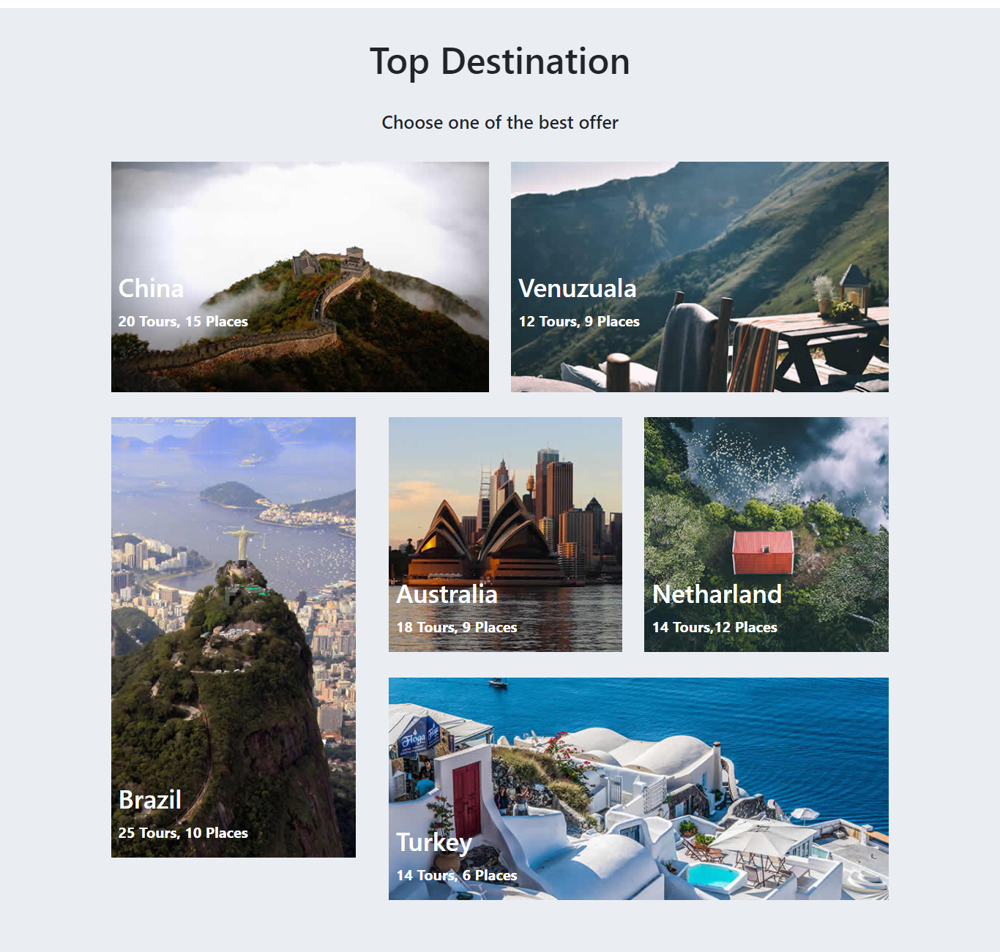 Top Destination
Choose one of the best offer
China
20 Tours, 15 Places
Venuzuala
12 Tours, 9 Places
Brazil
25 Tours, 10 Places
Australia
18 Tours, 9 Places
Netharland
14 Tours,12 Places
Floga
Turkey
14 Tours, 6 Places